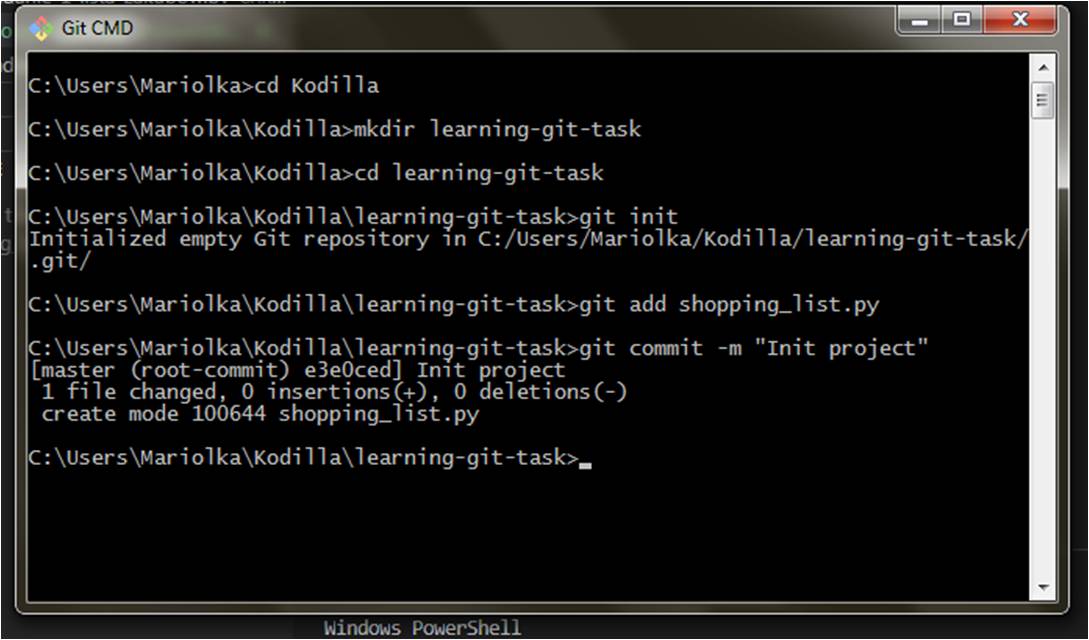 Git CMD
C:\Users\Mariolka>cd Kodilla
C:\Users\Mariolka\Kodilla>mkdir learning-git-task
C:\Users\Mariolka\Kodilla>cd learning-git-task
C:\Users\Mariolka\Kodilla\learning-git-task>git init
Initialized empty Git repository in C:/Users/Mariolka/Kodilla/learning-git-task/
.git/
C:\Users\Mariolka\Kodilla\learning-git-task>git add shopping_list.py
C:\Users\Mariolka\Kodilla\learning-git-task>git commit -m "Init project"
[master (root-commit) e3e0ced] Init project
 1 file changed, 0 insertions(+), 0 deletions(-)
 create mode 100644 shopping_list.py
C:\Users\Mariolka\Kodilla\learning-git-task>
Windows PowerShell